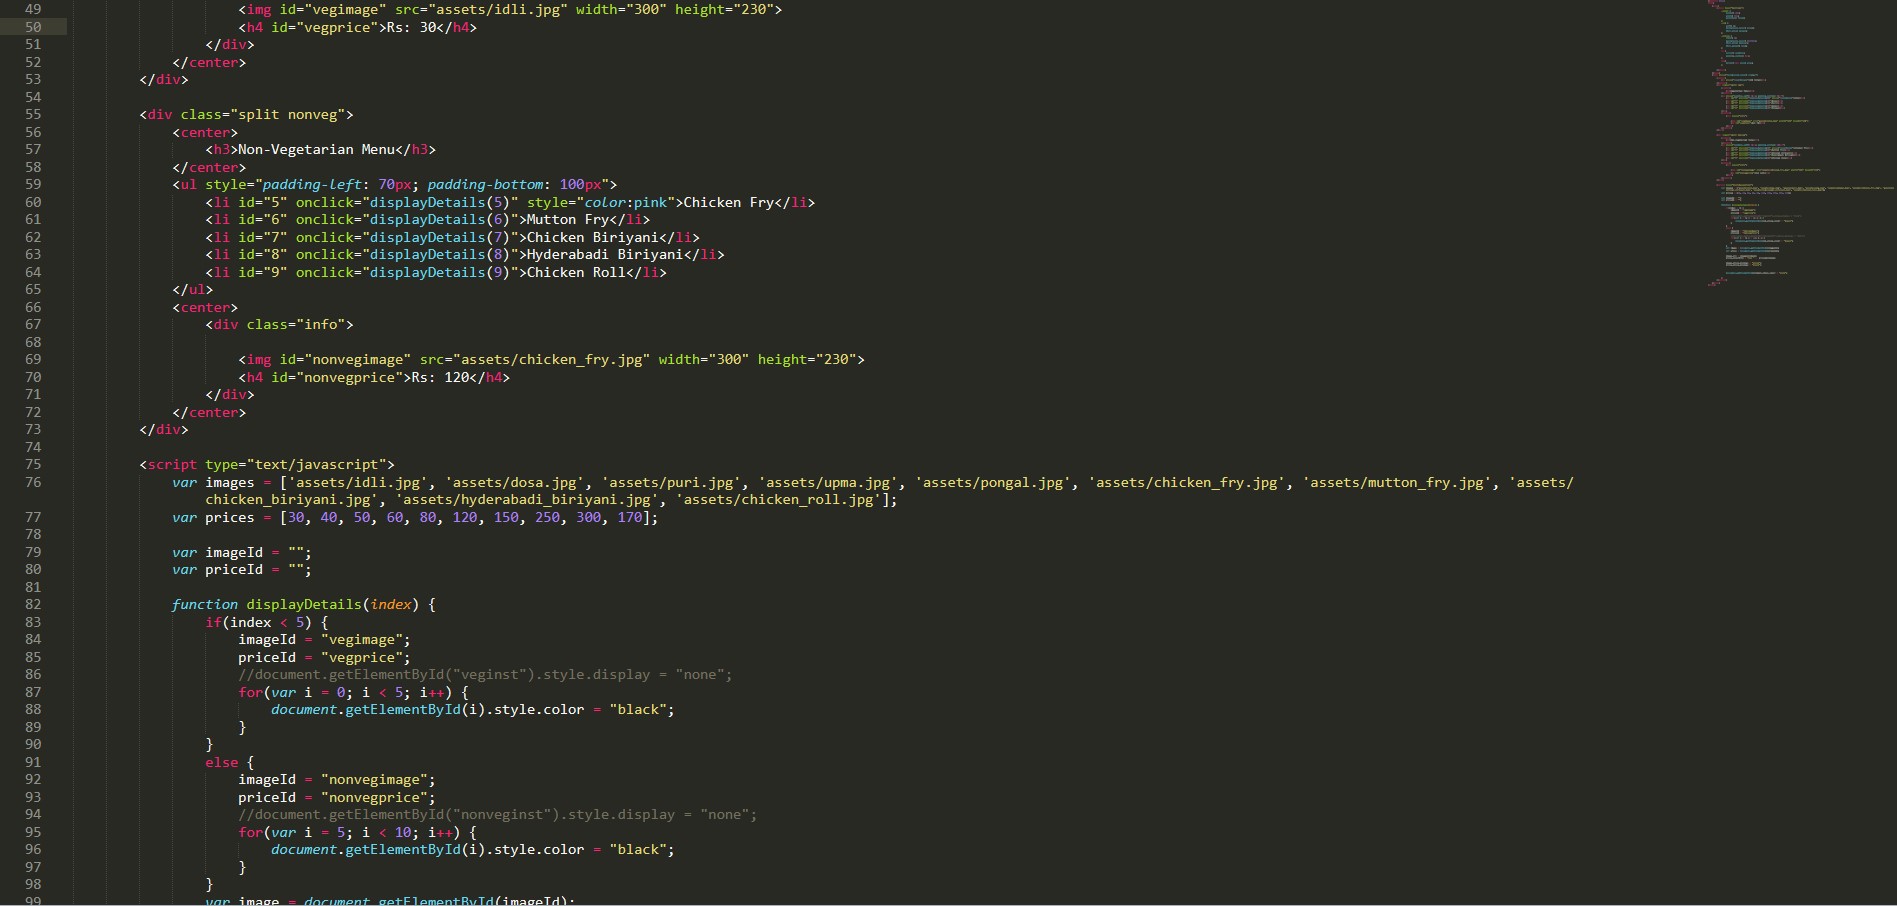 49 <img id="vegimage" src="assets/idli.jpg" width="300" height="230">
50 <h4 id="vegprice">Rs: 30</h4>
51 </div>
52 </center>
53 </div>
54
55 <div class="split nonveg">
56 <center>
57 <h3>Non-Vegetarian Menu</h3>
58 </center>
59 <ul style="padding-left: 70px; padding-bottom: 100px">
60 <li id="5" onclick="displayDetails(5)" style="color:pink">Chicken Fry</li>
61 <li id="6" onclick="displayDetails(6)">Mutton Fry</li>
62 <li id="7" onclick="displayDetails(7)">Chicken Biriyani</li>
63 <li id="8" onclick="displayDetails(8)">Hyderabadi Biriyani</li>
64 <li id="9" onclick="displayDetails(9)">Chicken Roll</li>
65 </ul>
66 <center>
67 <div class="info">
68
69 <img id="nonvegimage" src="assets/chicken_fry.jpg" width="300" height="230">
70 <h4 id="nonvegprice">Rs: 120</h4>
71 </div>
72 </center>
73 </div>
74
75 <script type="text/javascript">
76 var images = ['assets/idli.jpg', 'assets/dosa.jpg', 'assets/puri.jpg', 'assets/upma.jpg', 'assets/pongal.jpg', 'assets/chicken_fry.jpg', 'assets/mutton_fry.jpg', 'assets/
chicken_biriyani.jpg', 'assets/hyderabadi_biriyani.jpg', 'assets/chicken_roll.jpg'];
77 var prices = [30, 40, 50, 60, 80, 120, 150, 250, 300, 170];
78
79 var imageId = "";
80 var priceId = "";
81
82 function displayDetails(index) {
83 if(index < 5) {
84 imageId = "vegimage";
85 priceId = "vegprice";
86 //document.getElementById("veginst").style.display = "none";
87 for(var i = 0; i < 5; i++) {
88 document.getElementById(i).style.color = "black";
89 }
90 }
91 else {
92 imageId = "nonvegimage";
93 priceId = "nonvegprice";
94 //document.getElementById("nonveginst").style.display = "none";
95 for(var i = 5; i < 10; i++) {
96 document.getElementById(i).style.color = "black";
97 }
98 }
99 var image = document.getElementById(imageId);